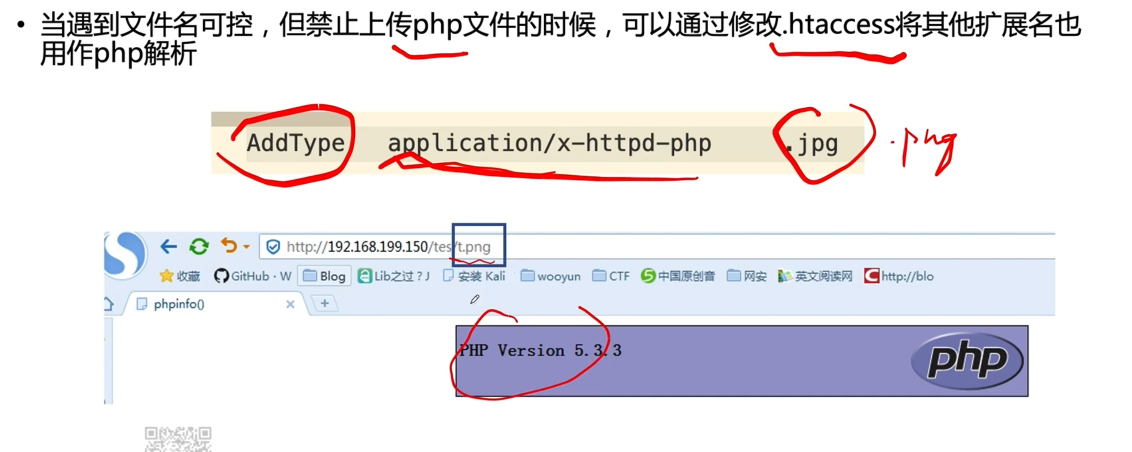 • 当遇到文件名可控，但禁止上传php文件的时候，可以通过修改.htaccess将其他扩展名也
用作php解析
AddType application/x-httpd-php .jpg .png
http://192.168.199.150/test/t.png
收藏 GitHub · W Blog Lib之过？J 安装 Kali wooyun CTF 中国原创音 网安 英文阅读网 http://blo
phpinfo()
PHP Version 5.3.3 php